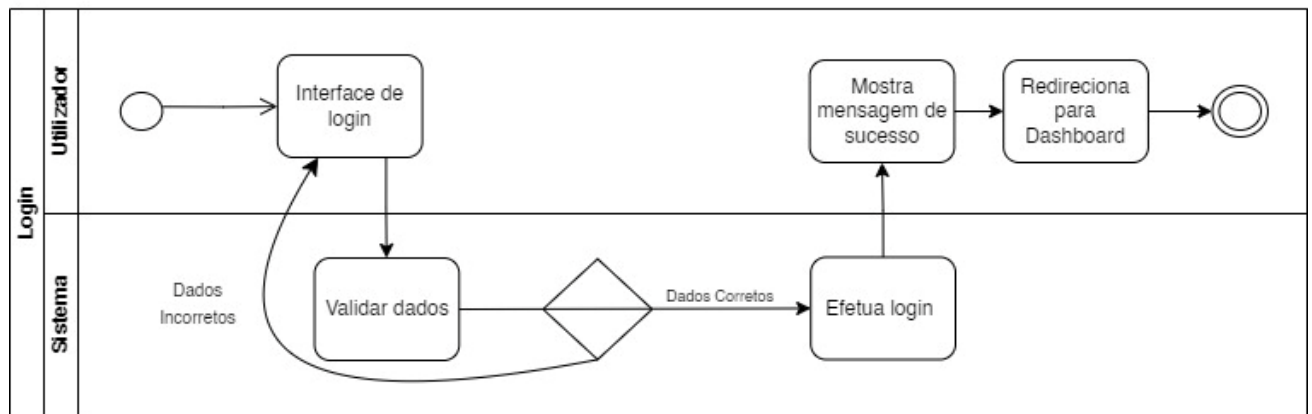 Login
Utilizador
Interface de
login
Mostra
mensagem de
sucesso
Redireciona
para
Dashboard
Sistema
Dados
Incorretos
Validar dados
Dados Corretos
Efetua login